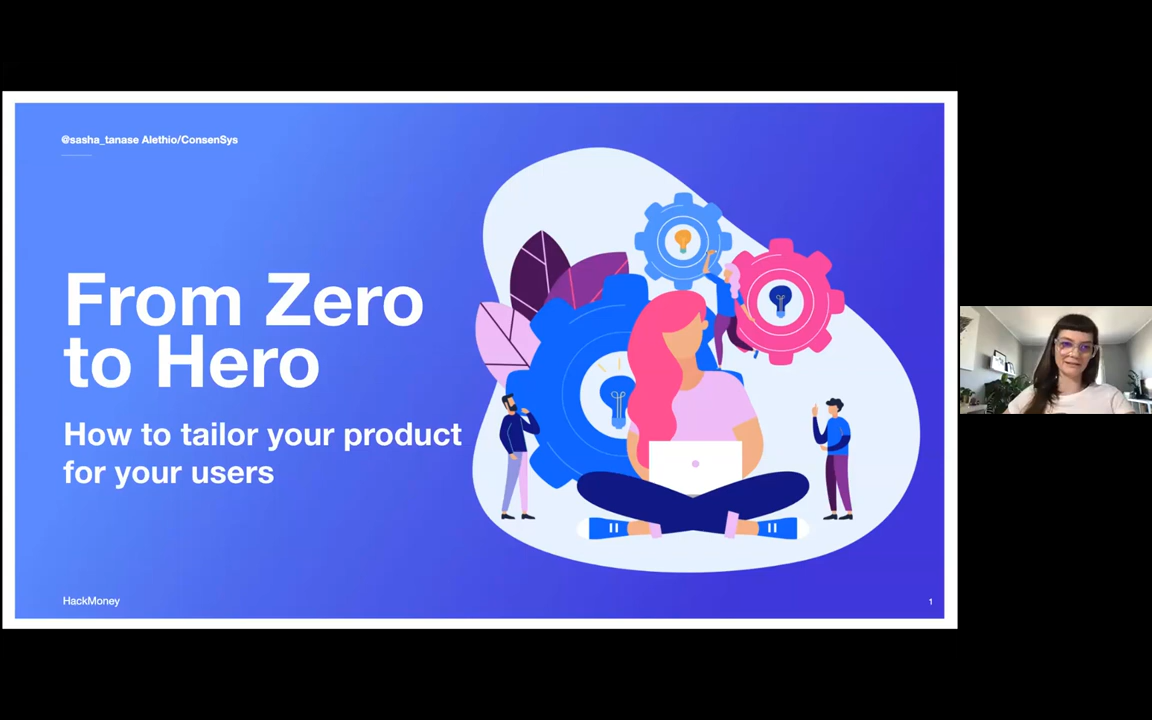 @sasha_tanase Alethio/ConsenSys
From Zero
to Hero
How to tailor your product
for your users
HackMoney
1